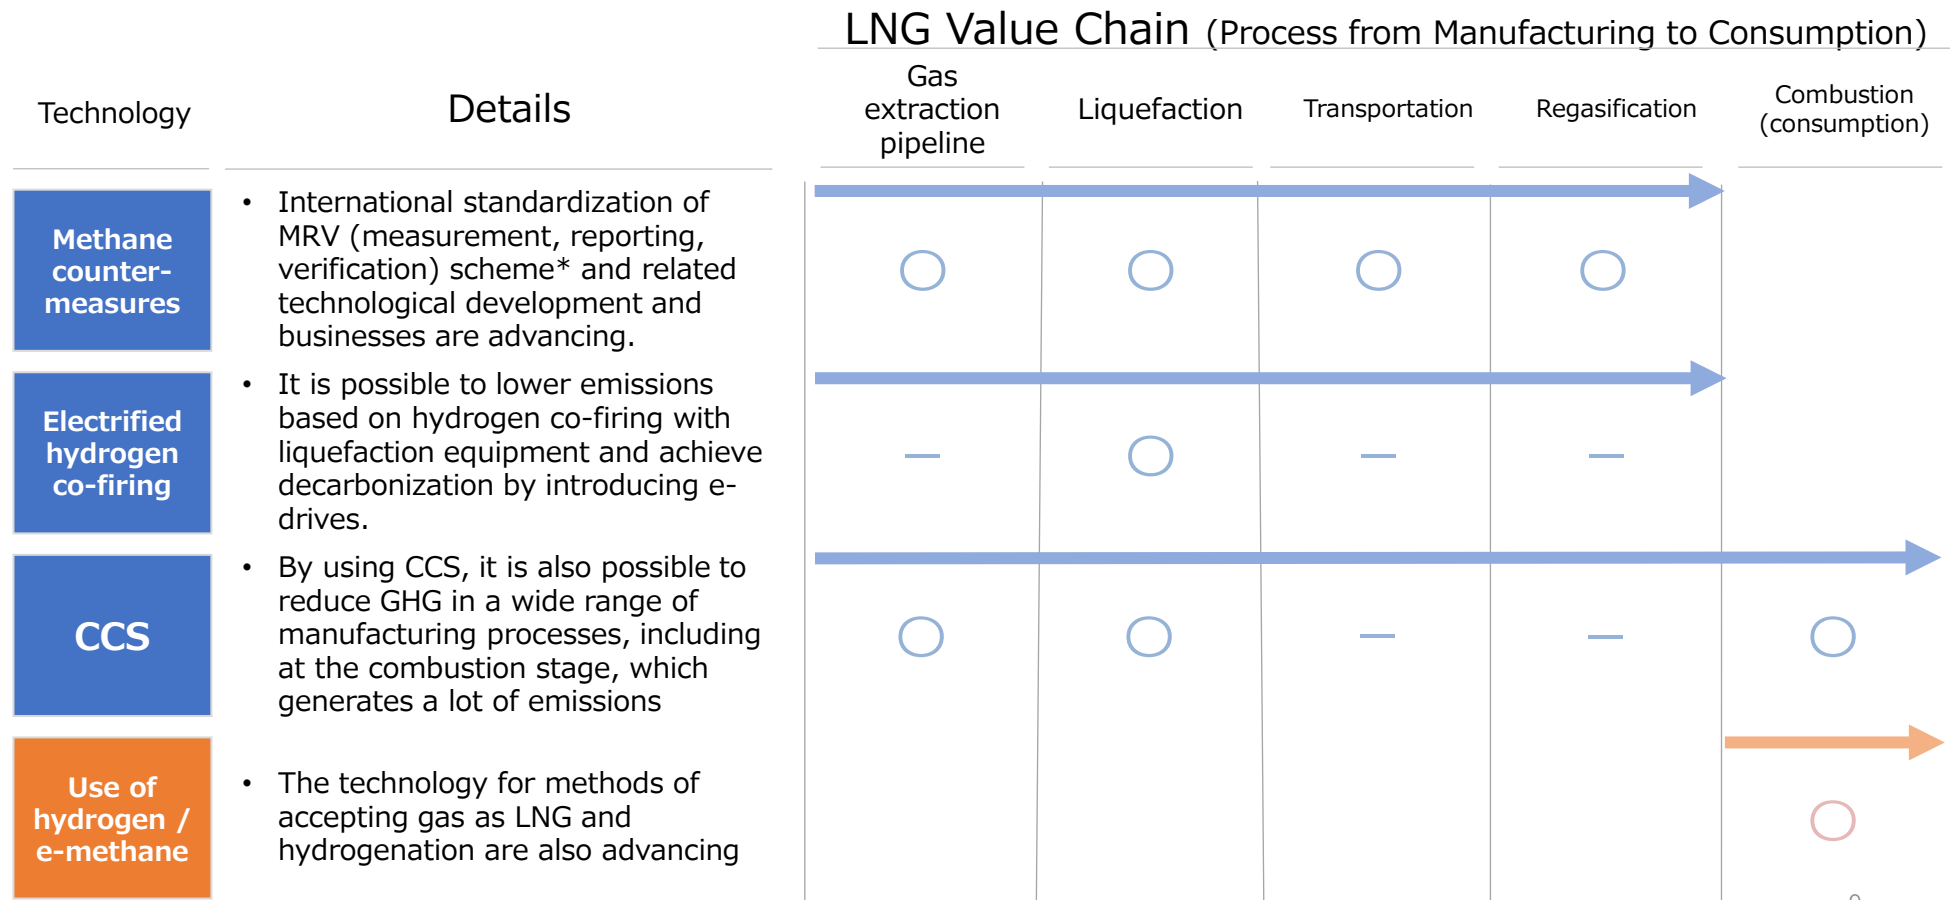 LNG Value Chain (Process from Manufacturing to Consumption)
Technology
Details
Gas
extraction
pipeline
Liquefaction
Transportation
Regasification
Combustion
(consumption)
Methane
counter-
measures
• International standardization of
MRV (measurement, reporting,
verification) scheme* and related
technological development and
businesses are advancing.
Electrified
hydrogen
co-firing
• It is possible to lower emissions
based on hydrogen co-firing with
liquefaction equipment and achieve
decarbonization by introducing e-
drives.
—
—
—
CCS
• By using CCS, it is also possible to
reduce GHG in a wide range of
manufacturing processes, including
at the combustion stage, which
generates a lot of emissions
—
—
Use of
hydrogen /
e-methane
• The technology for methods of
accepting gas as LNG and
hydrogenation are also advancing